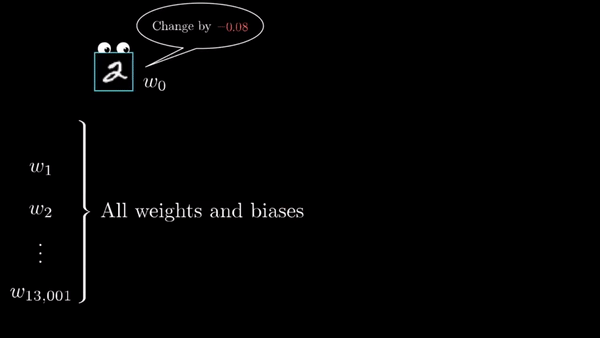 Change by −0.08
2
w₀
w₁
w₂
⋮
All weights and biases
w₁₃,₀₀₁